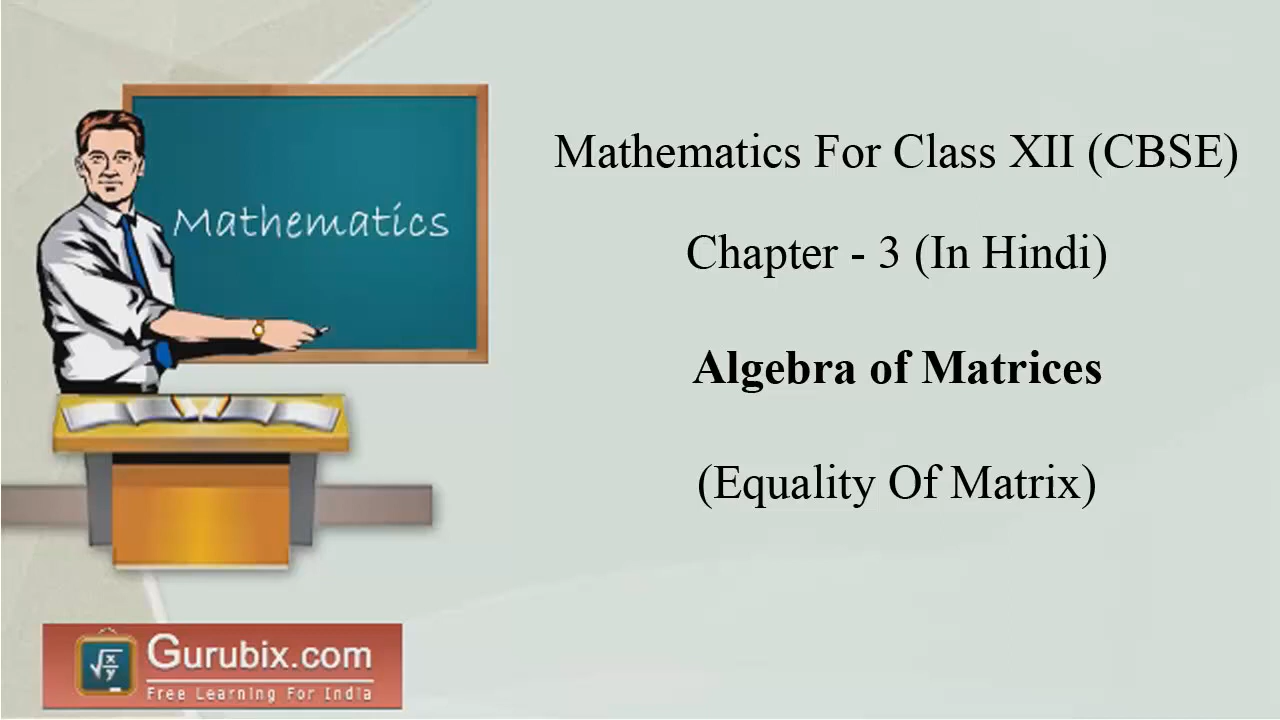 Mathematics
Mathematics For Class XII (CBSE)
Chapter - 3 (In Hindi)
Algebra of Matrices
(Equality Of Matrix)
√x/y
Gurubix.com
Free Learning For India